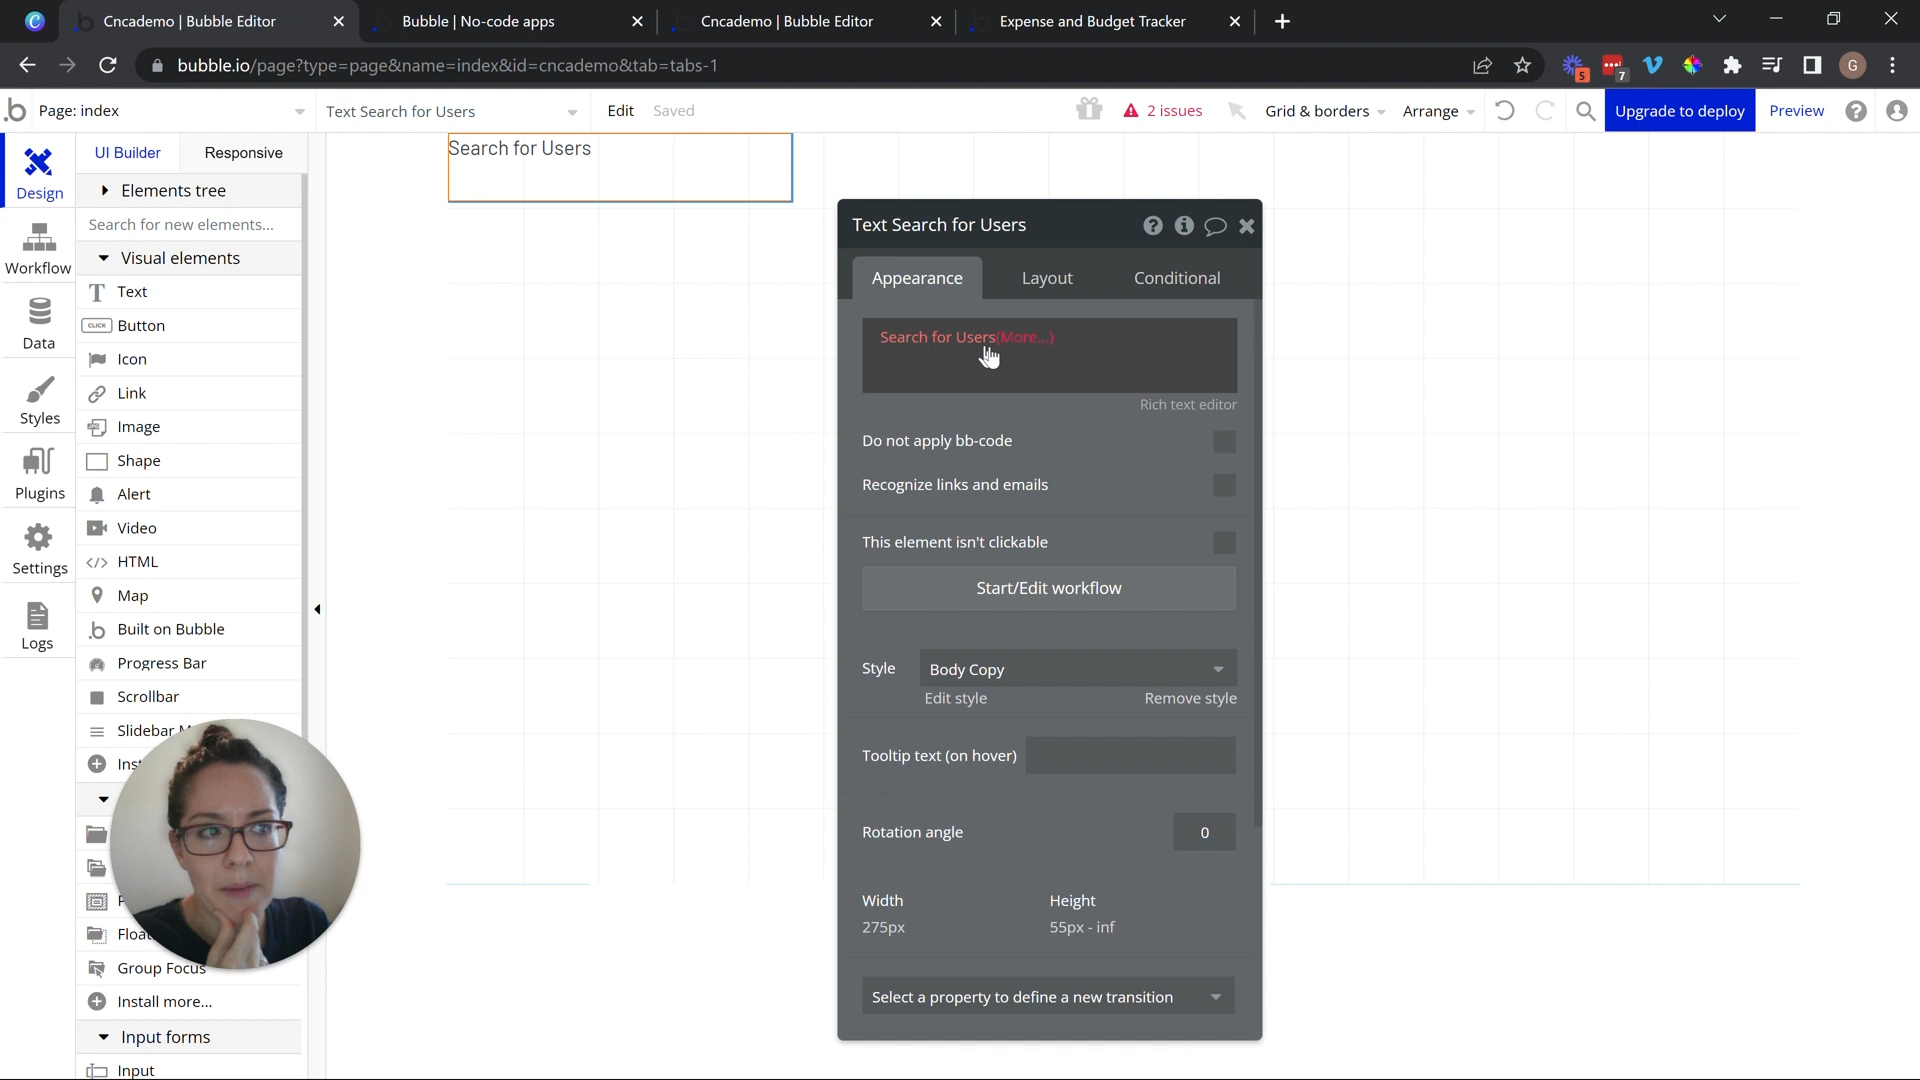 Cncademo | Bubble Editor
Bubble | No-code apps
Cncademo | Bubble Editor
Expense and Budget Tracker
bubble.io/page?type=page&name=index&id=cncademo&tab=tabs-1
5
7
G
Page: index
Text Search for Users
Edit
Saved
2 issues
Grid & borders
Arrange
Upgrade to deploy
Preview
Design
Workflow
Data
Styles
Plugins
Settings
Logs
UI Builder
Responsive
Elements tree
Search for new elements...
Visual elements
Text
CLICK
Button
Icon
Link
Image
Shape
Alert
Video
</> HTML
Map
Built on Bubble
Progress Bar
Scrollbar
Slidebar
Group Focus
Install more...
Input forms
Input
Search for Users
Text Search for Users
Appearance
Layout
Conditional
Search for Users(More...)
Rich text editor
Do not apply bb-code
Recognize links and emails
This element isn't clickable
Start/Edit workflow
Style
Body Copy
Edit style
Remove style
Tooltip text (on hover)
Rotation angle
0
Width
Height
275px
55px - inf
Select a property to define a new transition